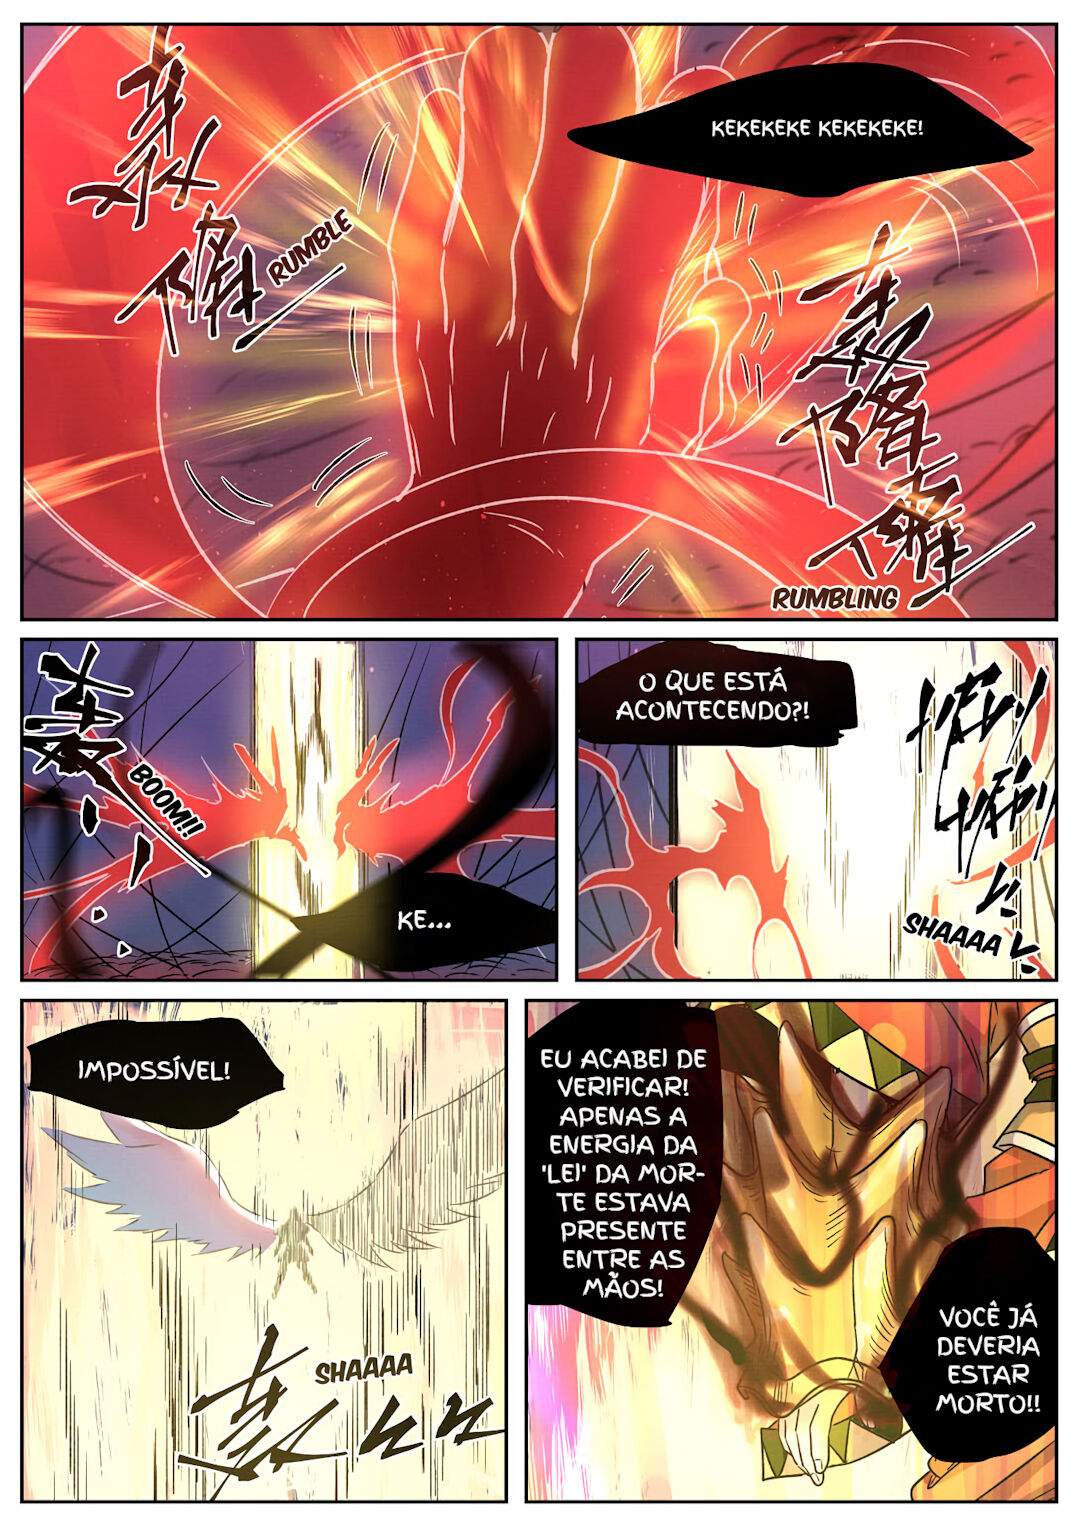 KEKEKEKE KEKEKEKE!
RUMBLE
RUMBLING
BOOM!!
KE...
O QUE ESTÁ
ACONTECENDO?!
SHAAAA
IMPOSSÍVEL!
SHAAAA
EU ACABEI DE
VERIFICAR!
APENAS A
ENERGIA DA
'LEI' DA MOR-
TE ESTAVA
PRESENTE
ENTRE AS
MÃOS!
VOCÊ JÁ
DEVERIA
ESTAR
MORTO!!